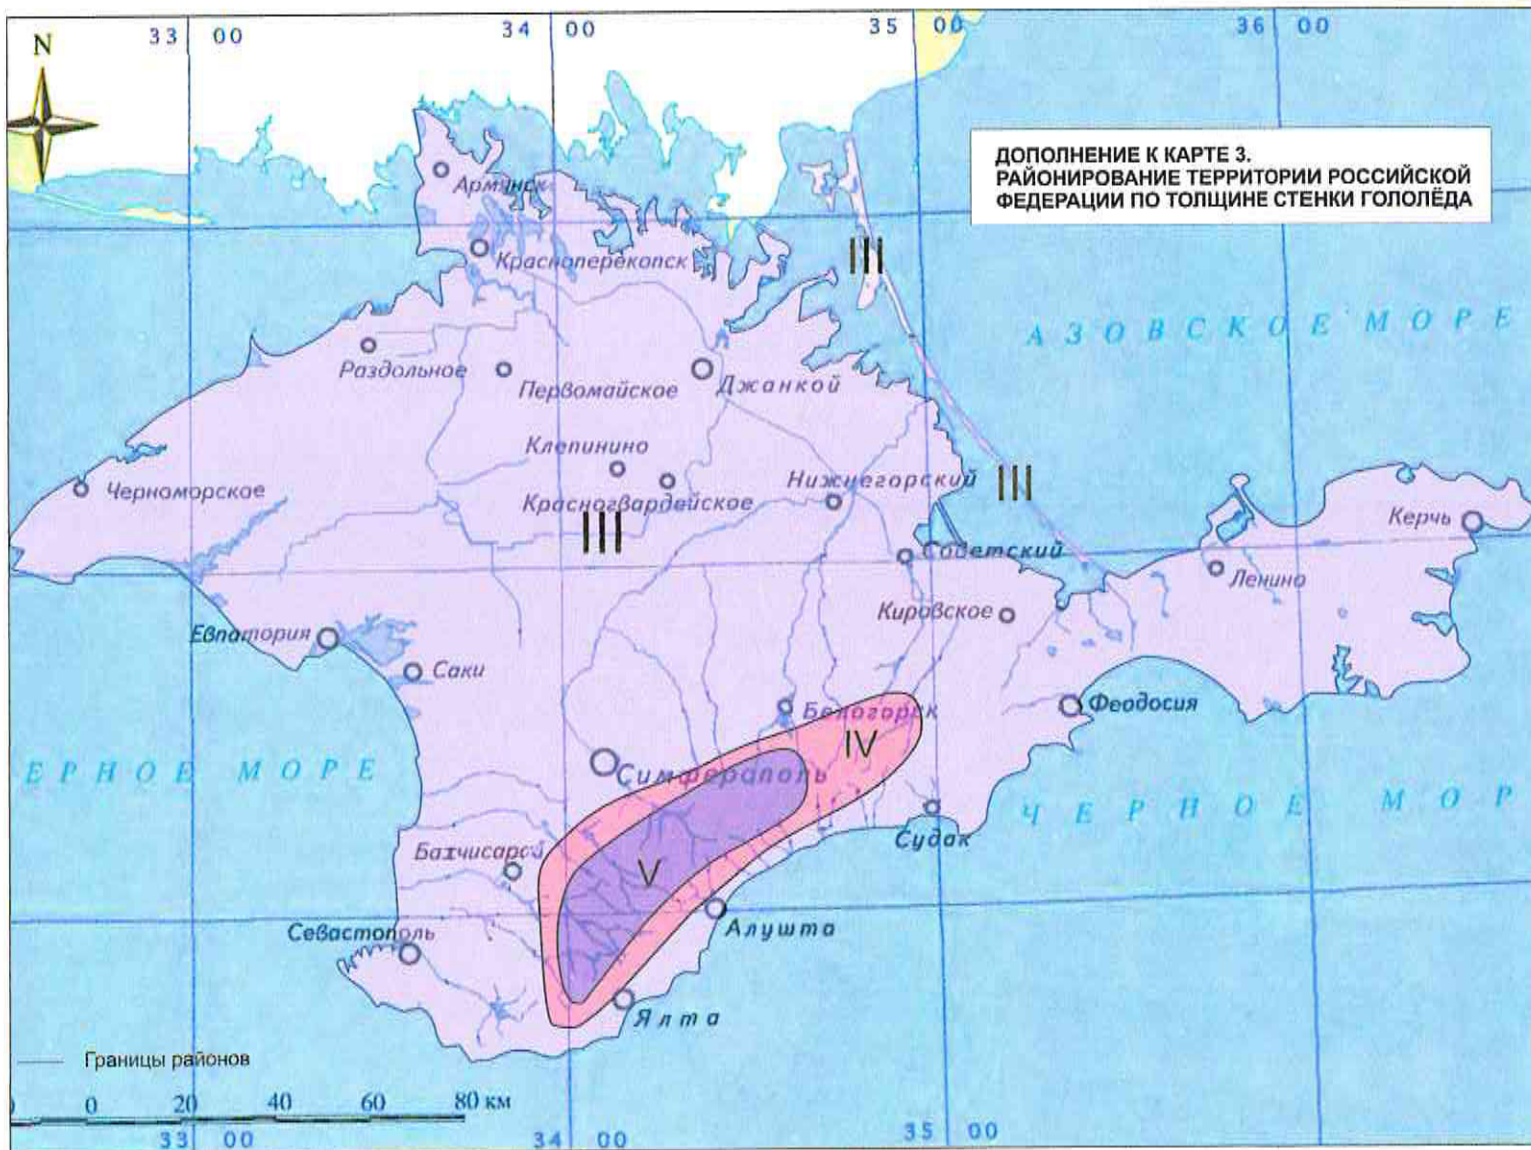 33 00
34 00
35 00
36 00
N
ДОПОЛНЕНИЕ К КАРТЕ 3.
РАЙОНИРОВАНИЕ ТЕРРИТОРИИ РОССИЙСКОЙ
ФЕДЕРАЦИИ ПО ТОЛЩИНЕ СТЕНКИ ГОЛОЛЁДА
Армянск
Красноперекопск
III
АЗОВСКОЕ МОРЕ
Раздольное
Первомайское
Джанкой
Клепинино
Нижнегорский
III
Черноморское
Красногвардейское
Керчь
III
Советский
Ленино
Кировское
Евпатория
Саки
Белогорск
Феодосия
IV
ЕРНОЕ МОРЕ
Симферополь
ЧЕРНОЕ МОР
Судак
Бахчисарай
V
Алушта
Севастополь
Ялта
Границы районов
0 20 40 60 80 км
33 00
34 00
35 00